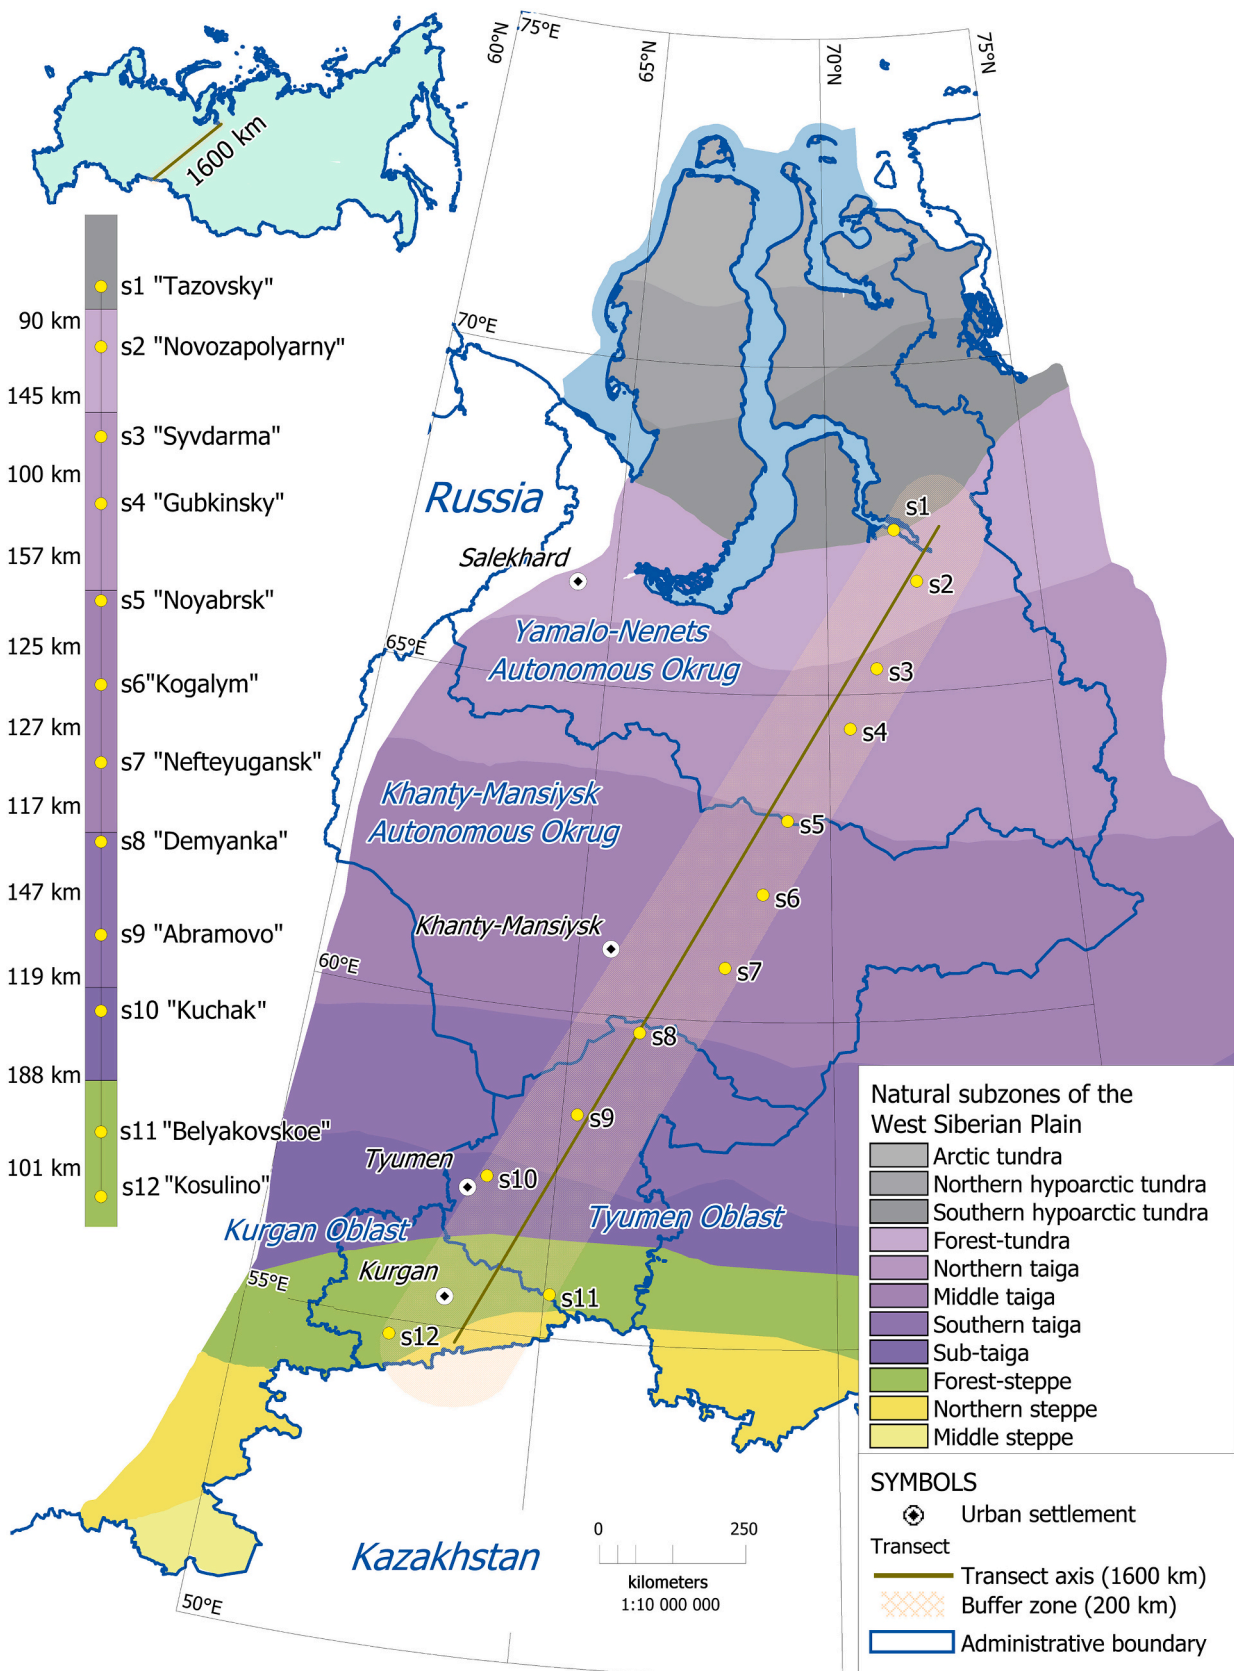 60°N
75°E
65°N
70°N
75°N
1600 km
s1 "Tazovsky"
90 km
s2 "Novozapolyarny"
145 km
s3 "Syvdarma"
100 km
s4 "Gubkinsky"
157 km
s5 "Noyabrsk"
125 km
s6"Kogalym"
127 km
s7 "Nefteyugansk"
117 km
s8 "Demyanka"
147 km
s9 "Abramovo"
119 km
s10 "Kuchak"
188 km
s11 "Belyakovskoe"
101 km
s12 "Kosulino"
70°E
Russia
s1
Salekhard
s2
Yamalo-Nenets
Autonomous Okrug
65°E
s3
s4
Khanty-Mansiysk
Autonomous Okrug
s5
s6
Khanty-Mansiysk
60°E
s7
s8
s9
Tyumen
s10
Kurgan Oblast
Tyumen Oblast
55°E
Kurgan
s11
s12
Kazakhstan
50°E
0 250
kilometers
1:10 000 000
Natural subzones of the
West Siberian Plain
Arctic tundra
Northern hypoarctic tundra
Southern hypoarctic tundra
Forest-tundra
Northern taiga
Middle taiga
Southern taiga
Sub-taiga
Forest-steppe
Northern steppe
Middle steppe
SYMBOLS
Urban settlement
Transect
Transect axis (1600 km)
Buffer zone (200 km)
Administrative boundary